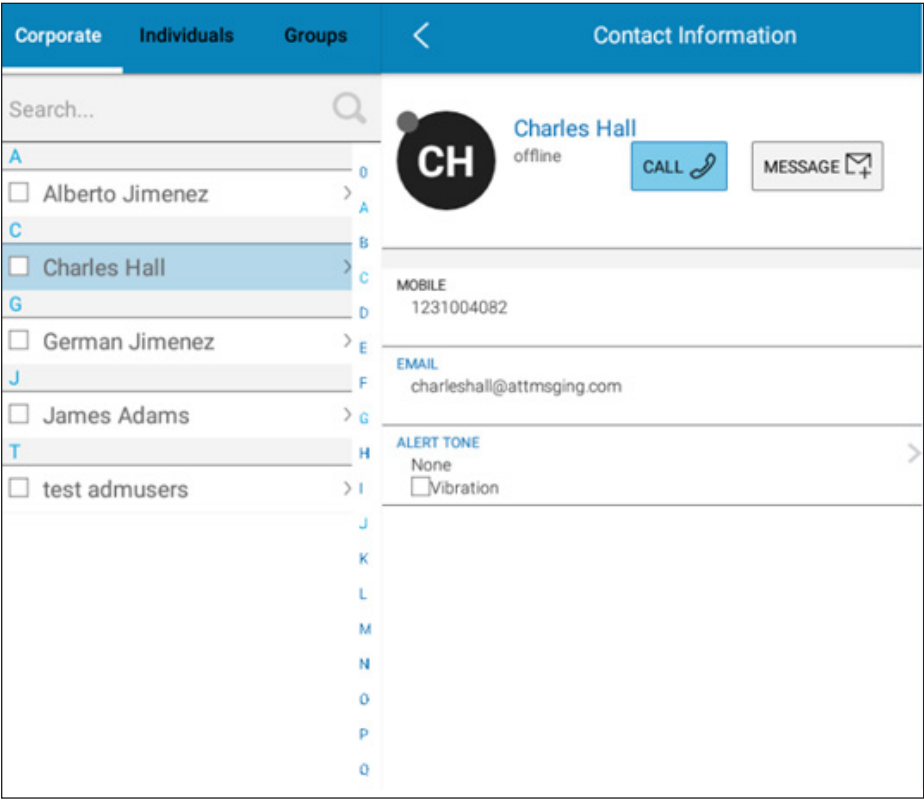 Corporate Individuals Groups
Search...
A
Alberto Jimenez
C
Charles Hall
G
German Jimenez
J
James Adams
T
test admusers
0
A
B
C
D
E
F
G
H
I
J
K
L
M
N
O
P
Q
Contact Information
CH
Charles Hall
offline
CALL
MESSAGE
MOBILE
1231004082
EMAIL
charleshall@attmsging.com
ALERT TONE
None
Vibration